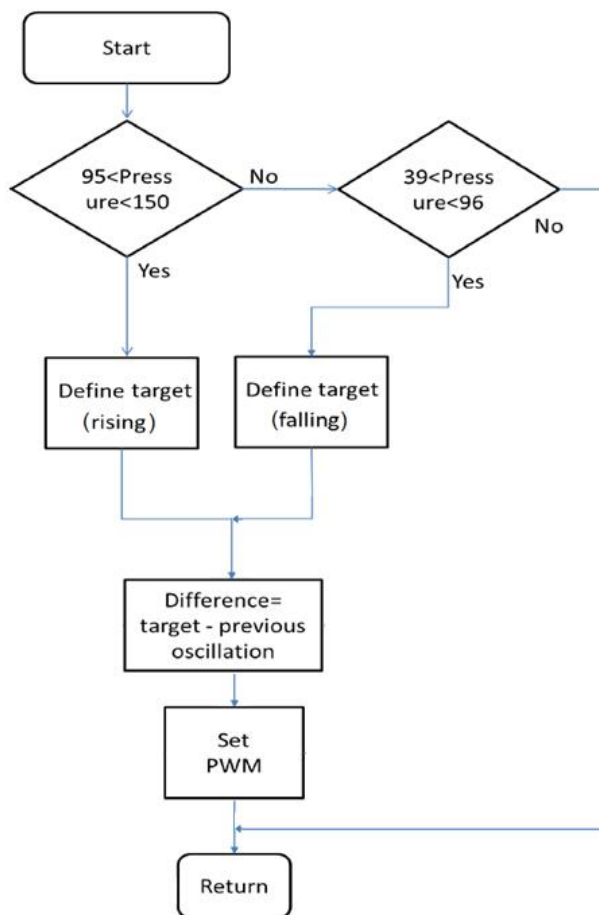 Start
95<Press
ure<150
No
39<Press
ure<96
No
Yes
Yes
Define target
(rising)
Define target
(falling)
Difference=
target - previous
oscillation
Set
PWM
Return